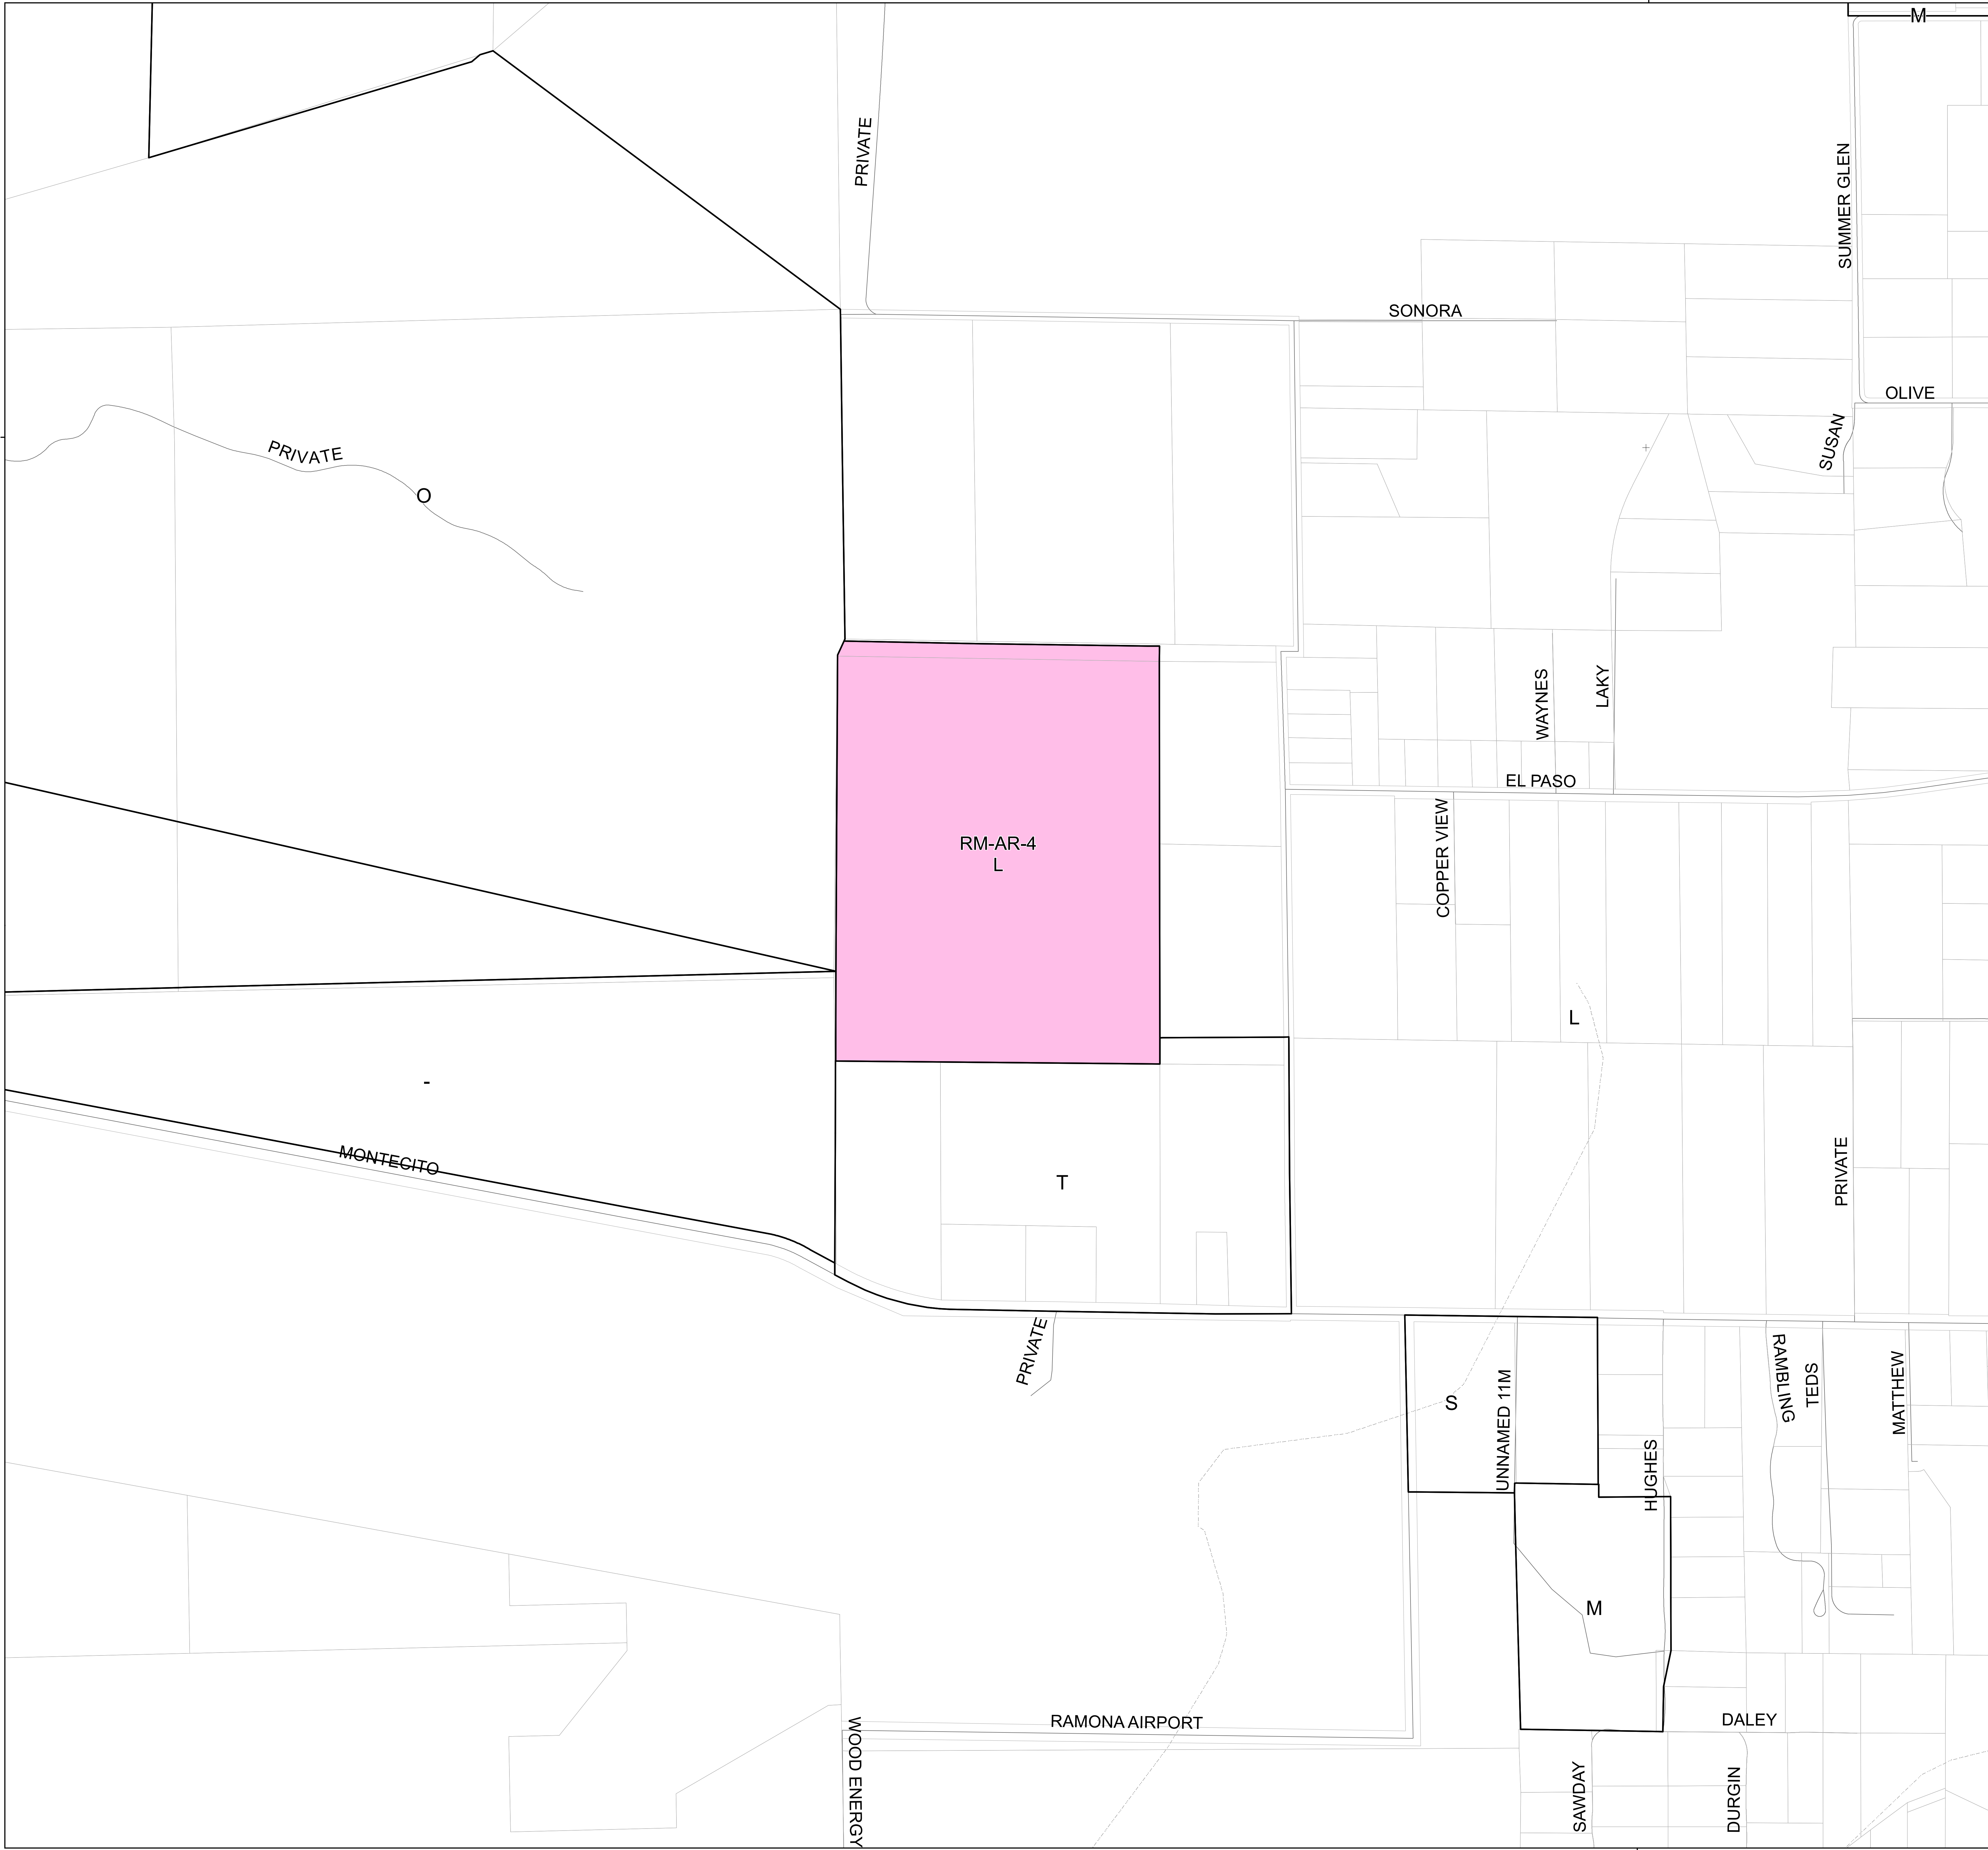 M
PRIVATE
SUMMER GLEN
SONORA
OLIVE
SUSAN
PRIVATE
O
WAYNES
LAKY
EL PASO
COPPER VIEW
RM-AR-4
L
L
-
MONTECITO
T
PRIVATE
PRIVATE
S
UNNAMED 11M
HUGHES
RAMBLING
TEDS
MATTHEW
M
RAMONA AIRPORT
DALEY
WOOD ENERGY
SAWDAY
DURGIN